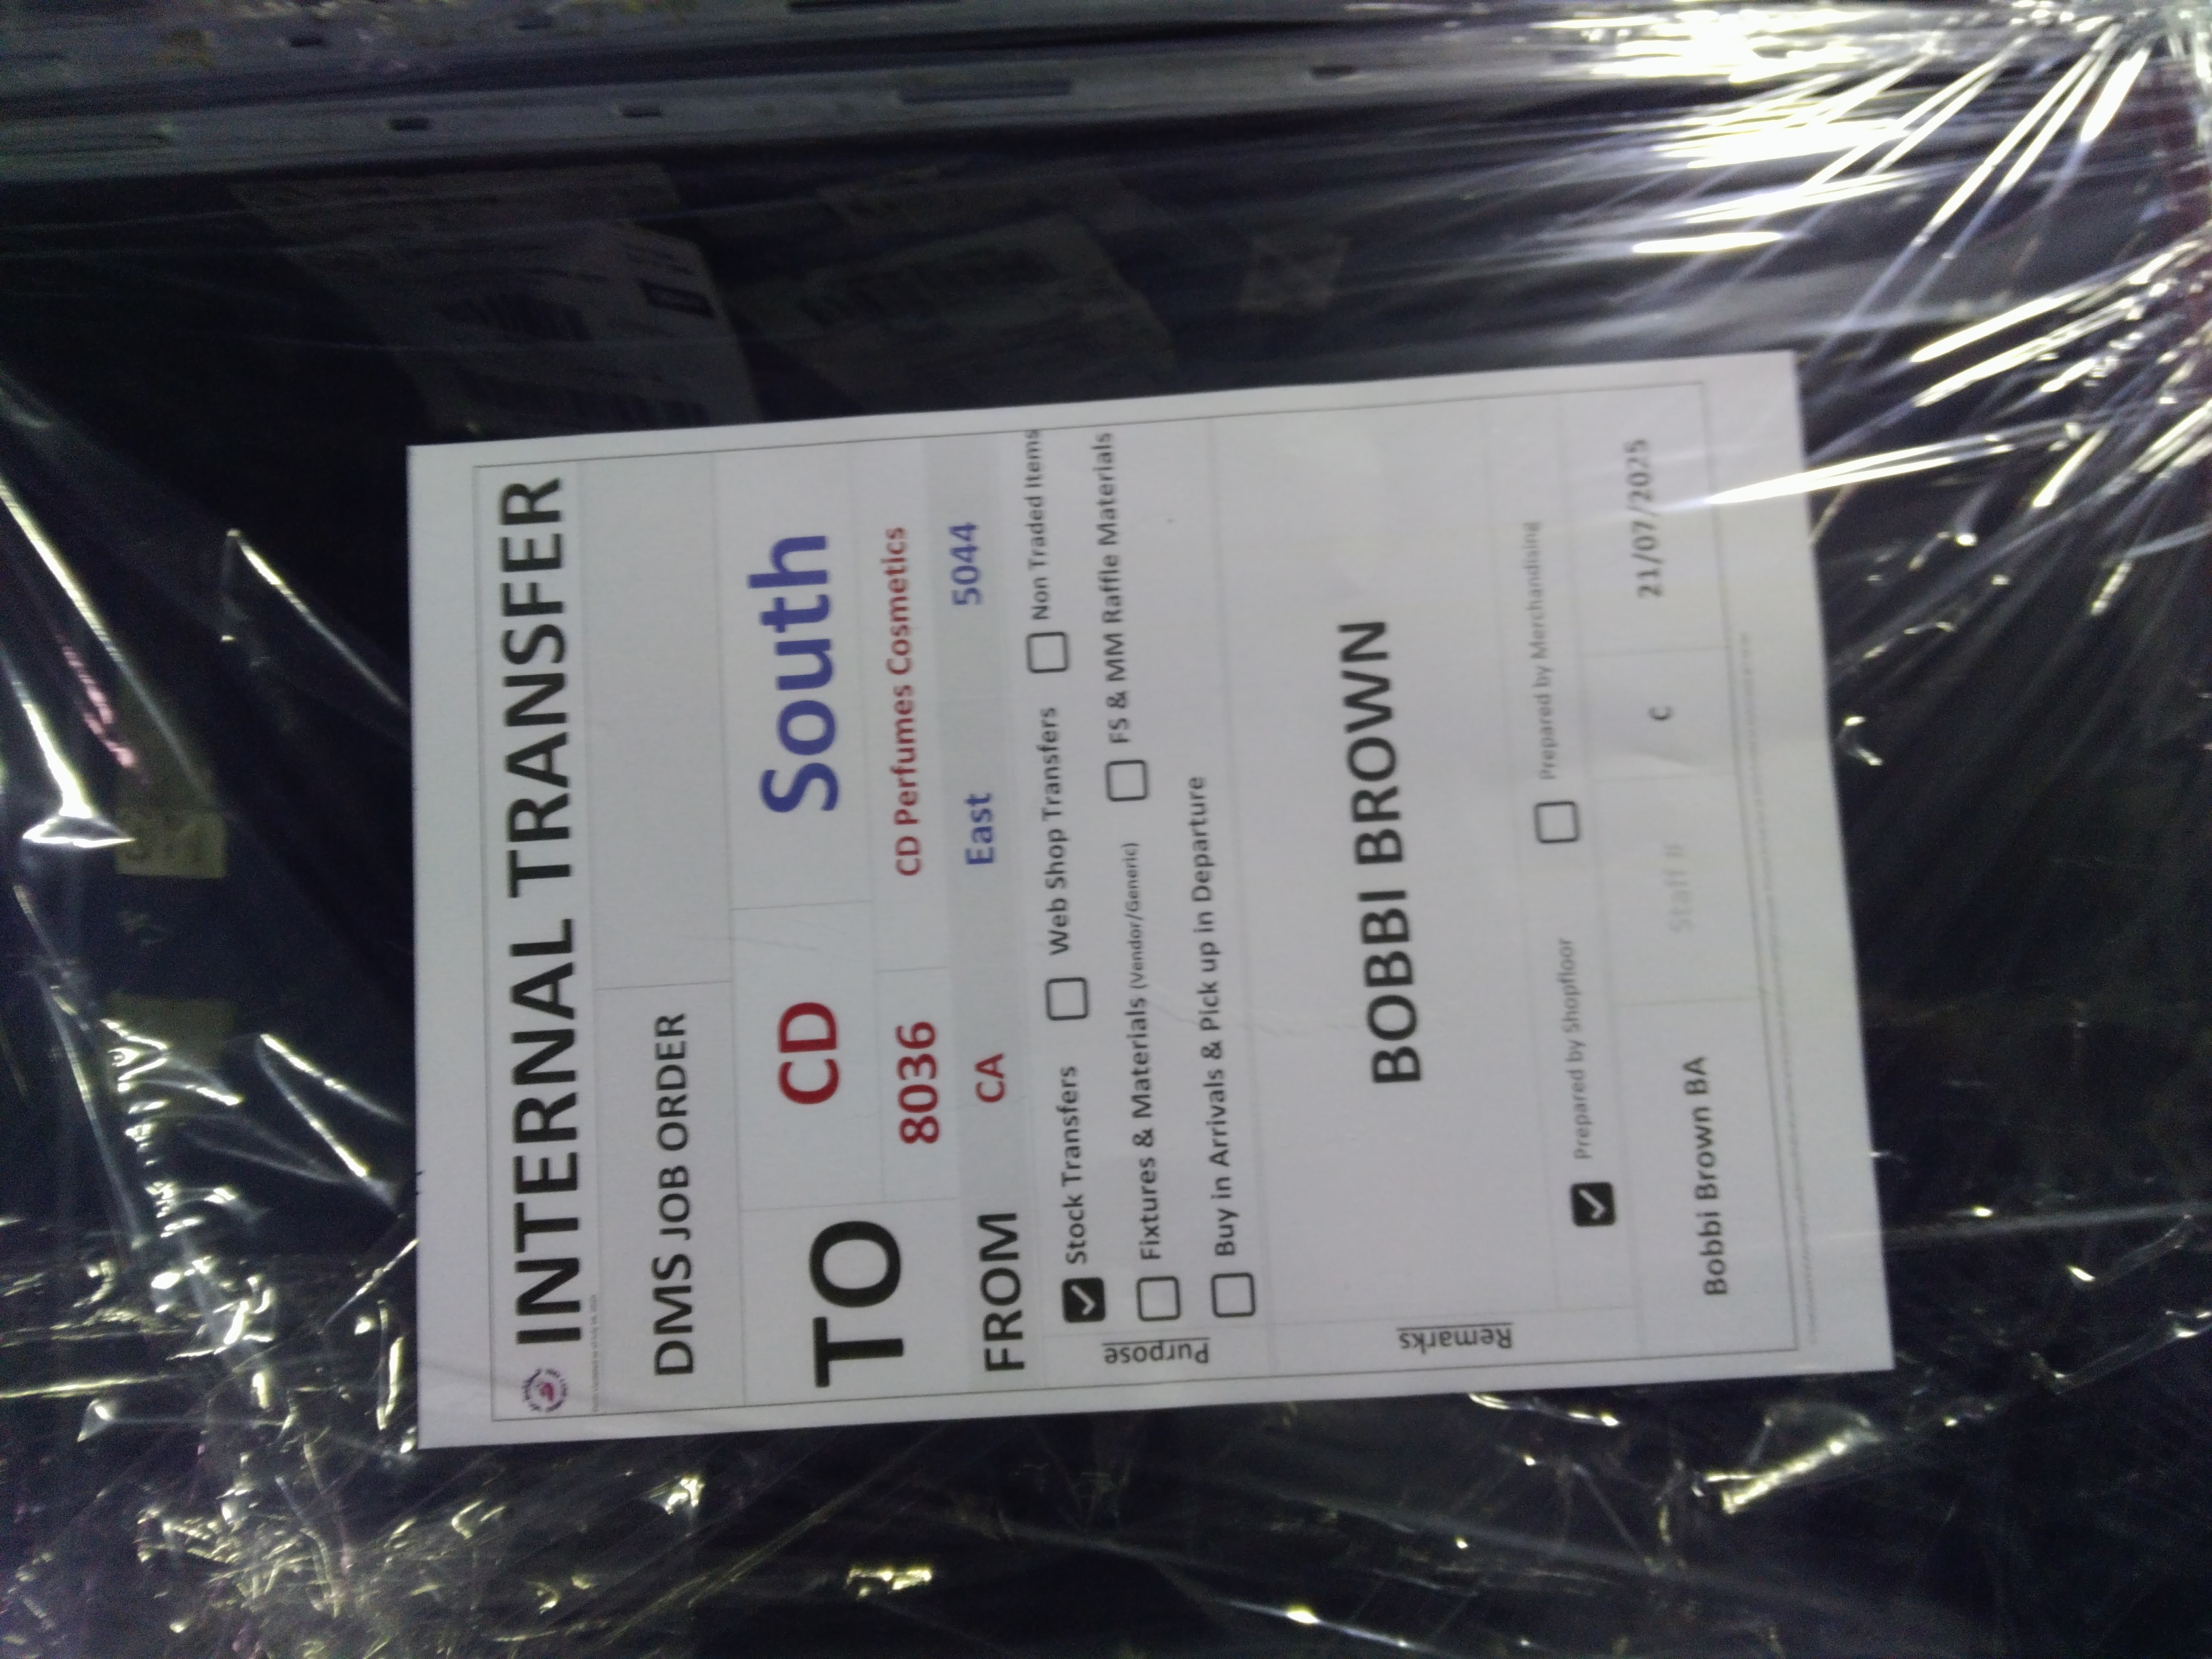 INTERNAL TRANSFER
DMS JOB ORDER
TO CD South
8036 CD Perfumes Cosmetics
FROM CA East 5044
Purpose
Stock Transfers Web Shop Transfers Non Traded Items
Fixtures & Materials (Vendor/Generic) FS & MM Raffle Materials
Buy in Arrivals & Pick up in Departure
Remarks
BOBBI BROWN
Prepared by Shopfloor Prepared by Merchandising
Bobbi Brown BA Staff # C 21/07/2025